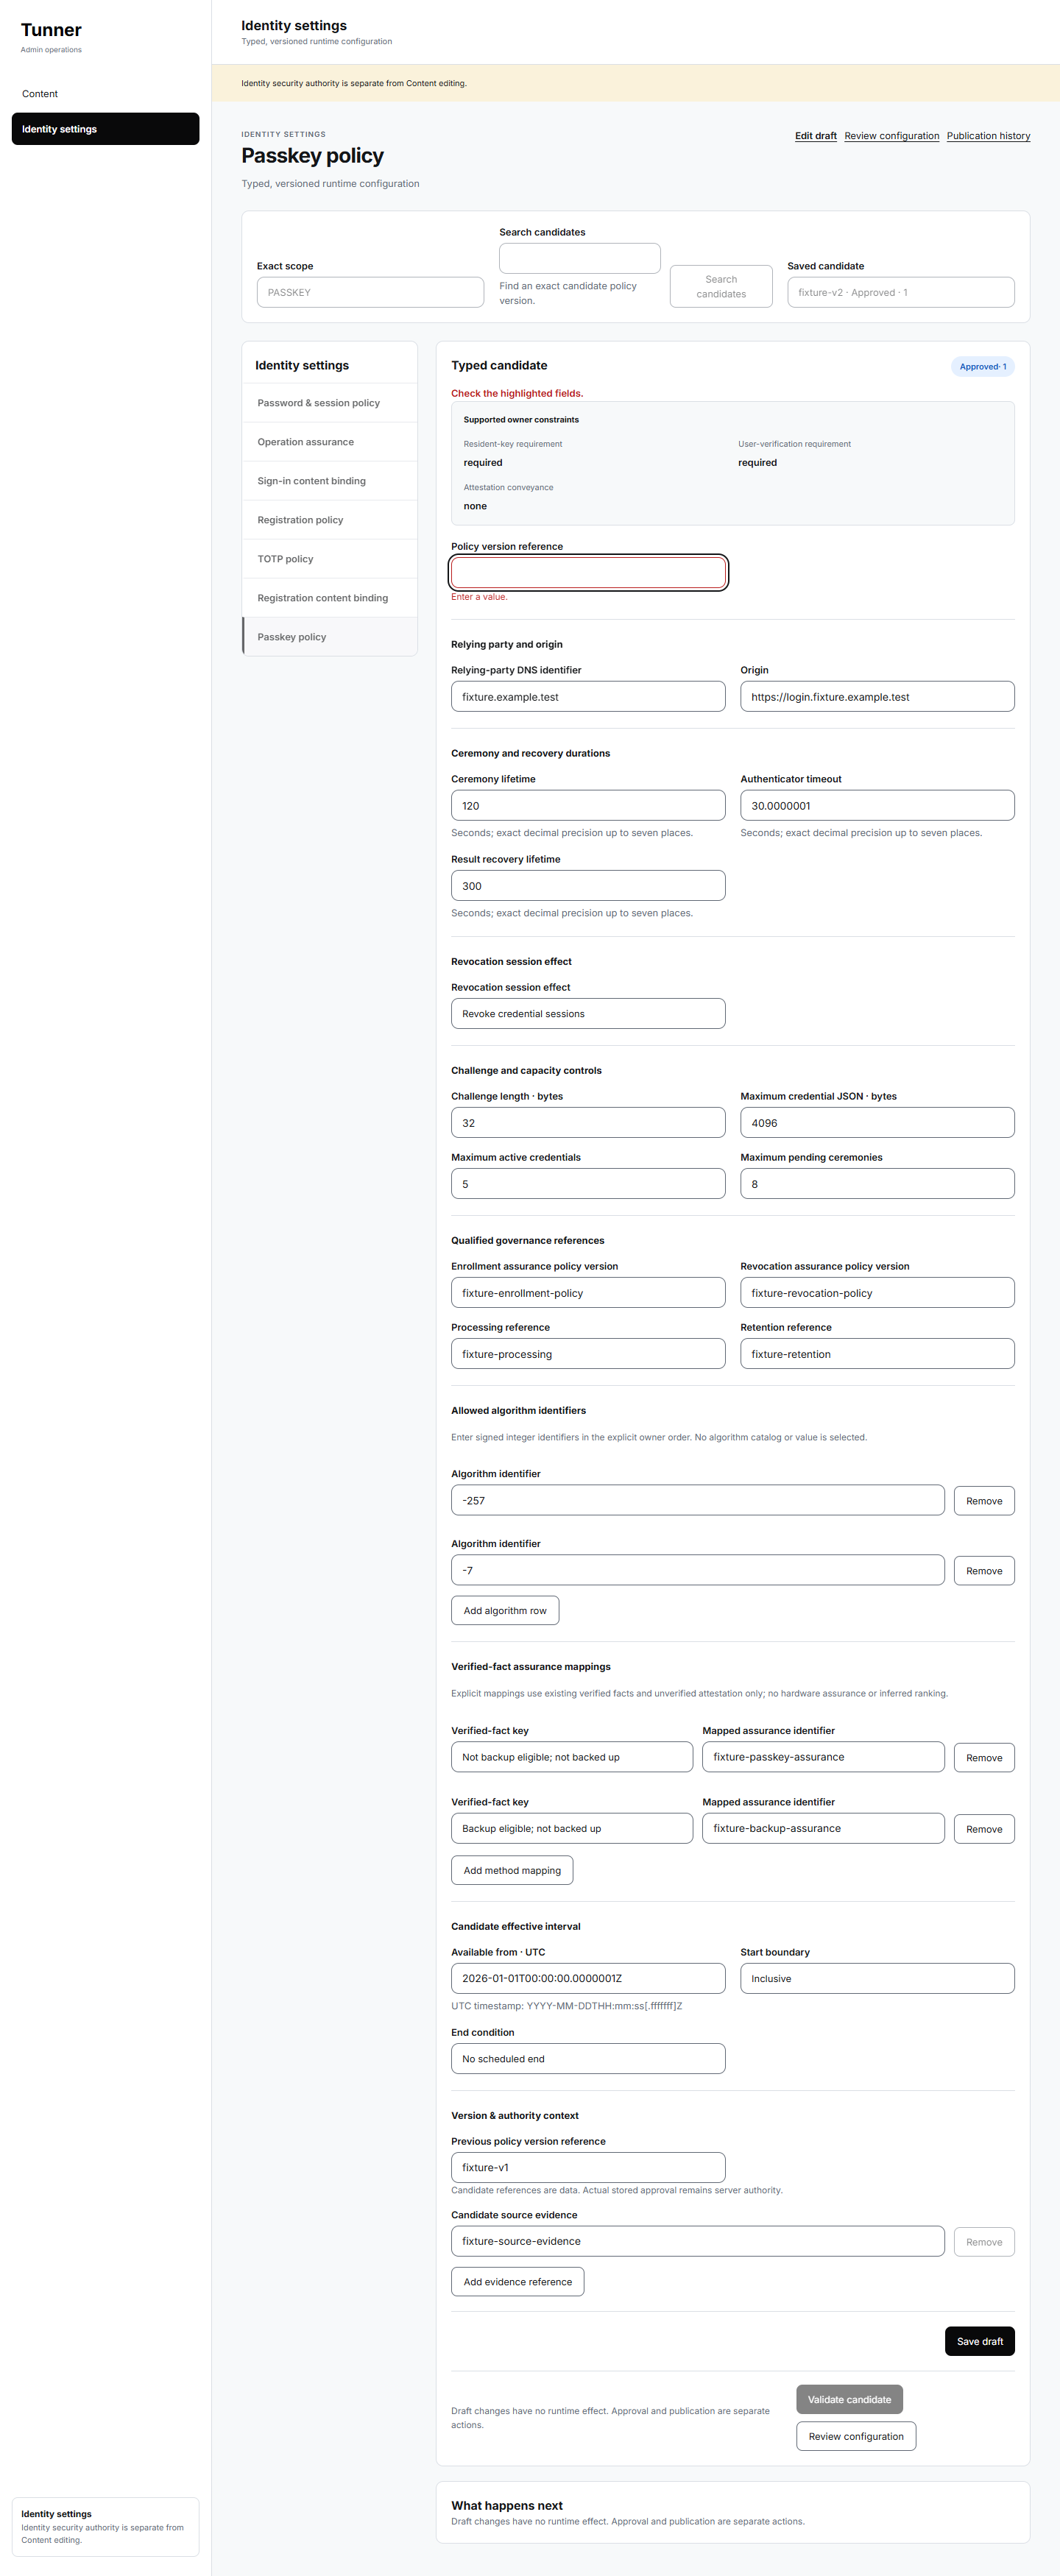 Tunner
Admin operations
Content
Identity settings
Identity settings
Identity security authority is separate from
Content editing.
Identity settings
Typed, versioned runtime configuration
Identity security authority is separate from Content editing.
IDENTITY SETTINGS
Passkey policy
Typed, versioned runtime configuration
Edit draft
Review configuration
Publication history
Exact scope
PASSKEY
Search candidates
Find an exact candidate policy
version.
Search
candidates
Saved candidate
fixture-v2 · Approved · 1
Identity settings
Password & session policy
Operation assurance
Sign-in content binding
Registration policy
TOTP policy
Registration content binding
Passkey policy
Typed candidate
Approved· 1
Check the highlighted fields.
Supported owner constraints
Resident-key requirement
required
User-verification requirement
required
Attestation conveyance
none
Policy version reference
Enter a value.
Relying party and origin
Relying-party DNS identifier
fixture.example.test
Origin
https://login.fixture.example.test
Ceremony and recovery durations
Ceremony lifetime
120
Seconds; exact decimal precision up to seven places.
Authenticator timeout
30.0000001
Seconds; exact decimal precision up to seven places.
Result recovery lifetime
300
Seconds; exact decimal precision up to seven places.
Revocation session effect
Revocation session effect
Revoke credential sessions
Challenge and capacity controls
Challenge length · bytes
32
Maximum credential JSON · bytes
4096
Maximum active credentials
5
Maximum pending ceremonies
8
Qualified governance references
Enrollment assurance policy version
fixture-enrollment-policy
Revocation assurance policy version
fixture-revocation-policy
Processing reference
fixture-processing
Retention reference
fixture-retention
Allowed algorithm identifiers
Enter signed integer identifiers in the explicit owner order. No algorithm catalog or value is selected.
Algorithm identifier
-257
Remove
Algorithm identifier
-7
Remove
Add algorithm row
Verified-fact assurance mappings
Explicit mappings use existing verified facts and unverified attestation only; no hardware assurance or inferred ranking.
Verified-fact key
Not backup eligible; not backed up
Mapped assurance identifier
fixture-passkey-assurance
Remove
Verified-fact key
Backup eligible; not backed up
Mapped assurance identifier
fixture-backup-assurance
Remove
Add method mapping
Candidate effective interval
Available from · UTC
2026-01-01T00:00:00.0000001Z
UTC timestamp: YYYY-MM-DDTHH:mm:ss[.fffffff]Z
Start boundary
Inclusive
End condition
No scheduled end
Version & authority context
Previous policy version reference
fixture-v1
Candidate references are data. Actual stored approval remains server authority.
Candidate source evidence
fixture-source-evidence
Remove
Add evidence reference
Save draft
Draft changes have no runtime effect. Approval and publication are separate
actions.
Validate candidate
Review configuration
What happens next
Draft changes have no runtime effect. Approval and publication are separate actions.